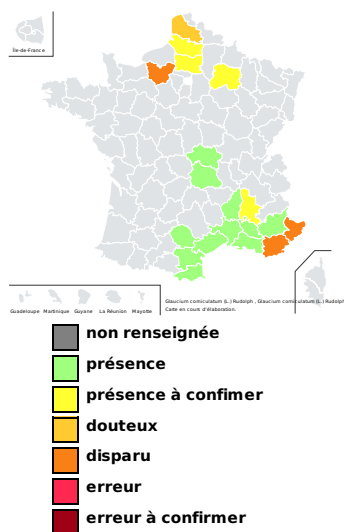 Île-de-France
Guadeloupe Martinique Guyane La Réunion Mayotte
Glaucium corniculatum (L.) Rudolph , Glaucium corniculatum (L.) Rudolph
Carte en cours d'élaboration.
non renseignée
présence
présence à confimer
douteux
disparu
erreur
erreur à confirmer